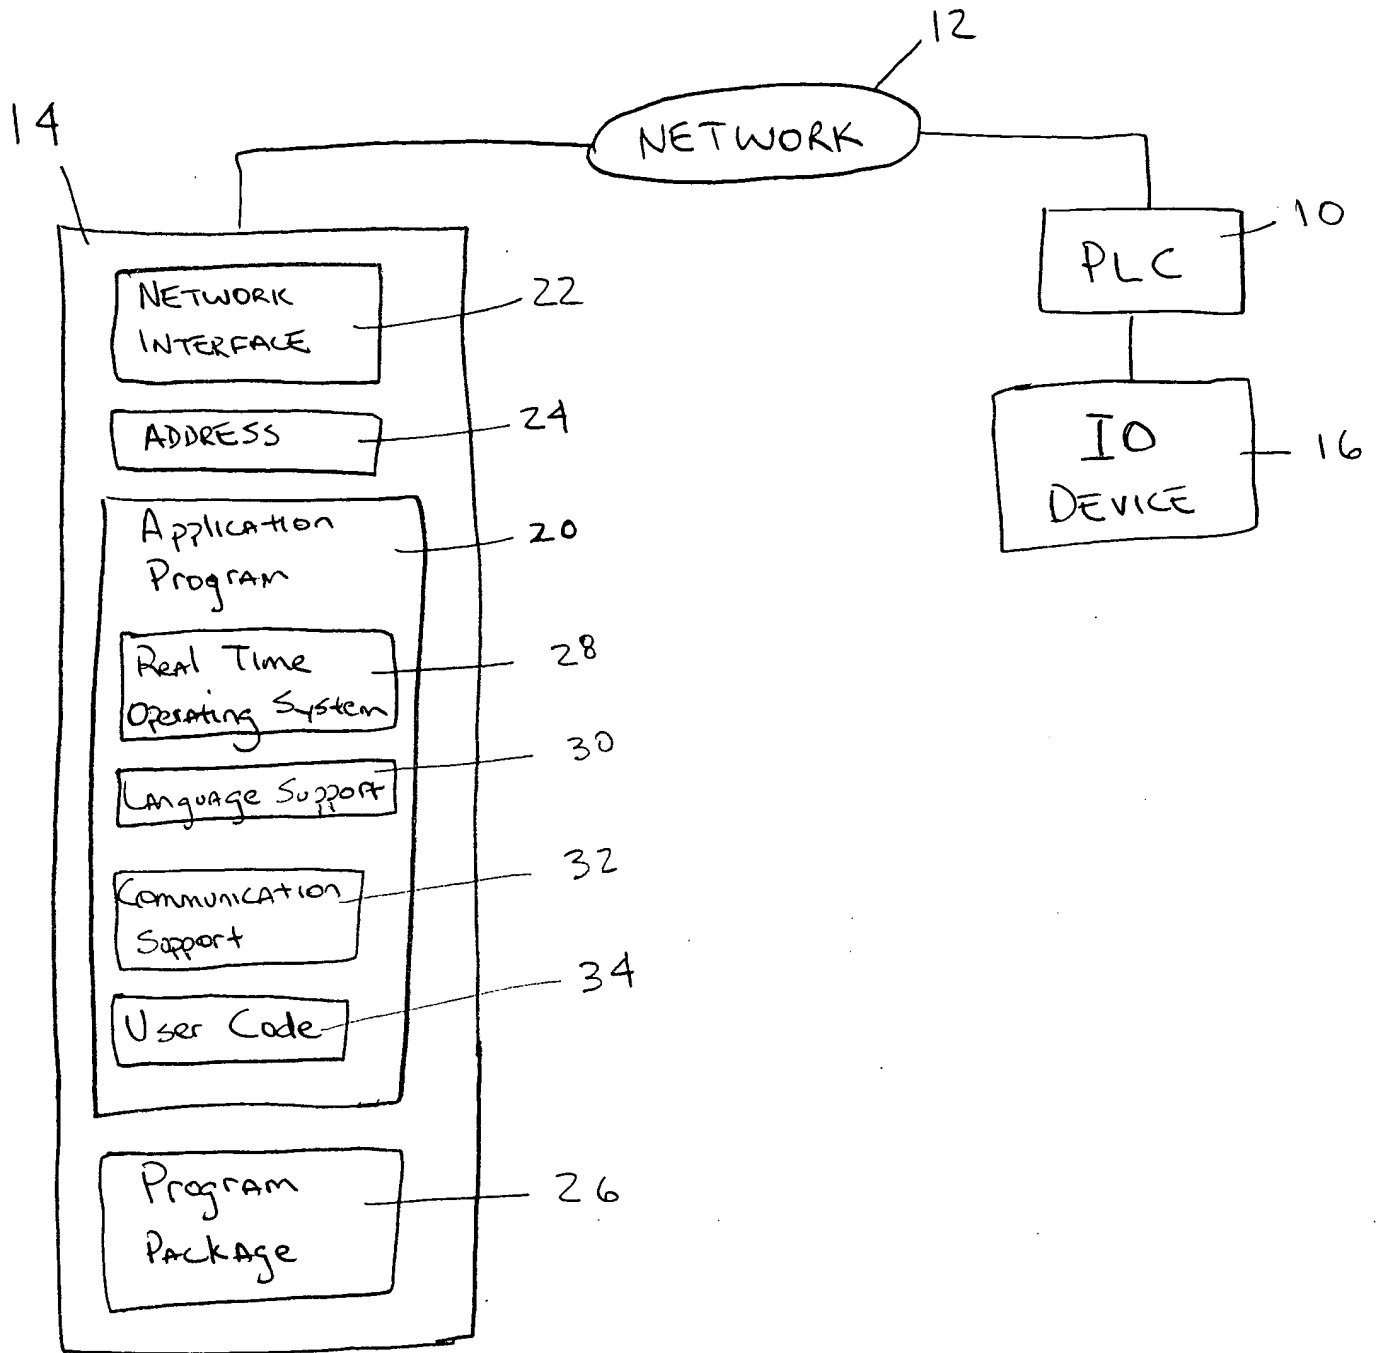 12
NETWORK
14
10
PLC
NETWORK
INTERFACE
22
ADDRESS
24
IO
DEVICE
16
Application
Program
20
Real Time
Operating System
28
Language Support
30
Communication
Support
32
User Code
34
Program
Package
26